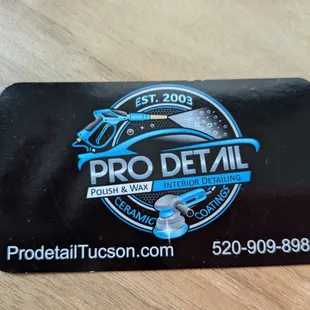 EST. 2003
PRO DETAIL
POLISH & WAX INTERIOR DETAILING
CERAMIC COATINGS
ProdetailTucson.com 520-909-898